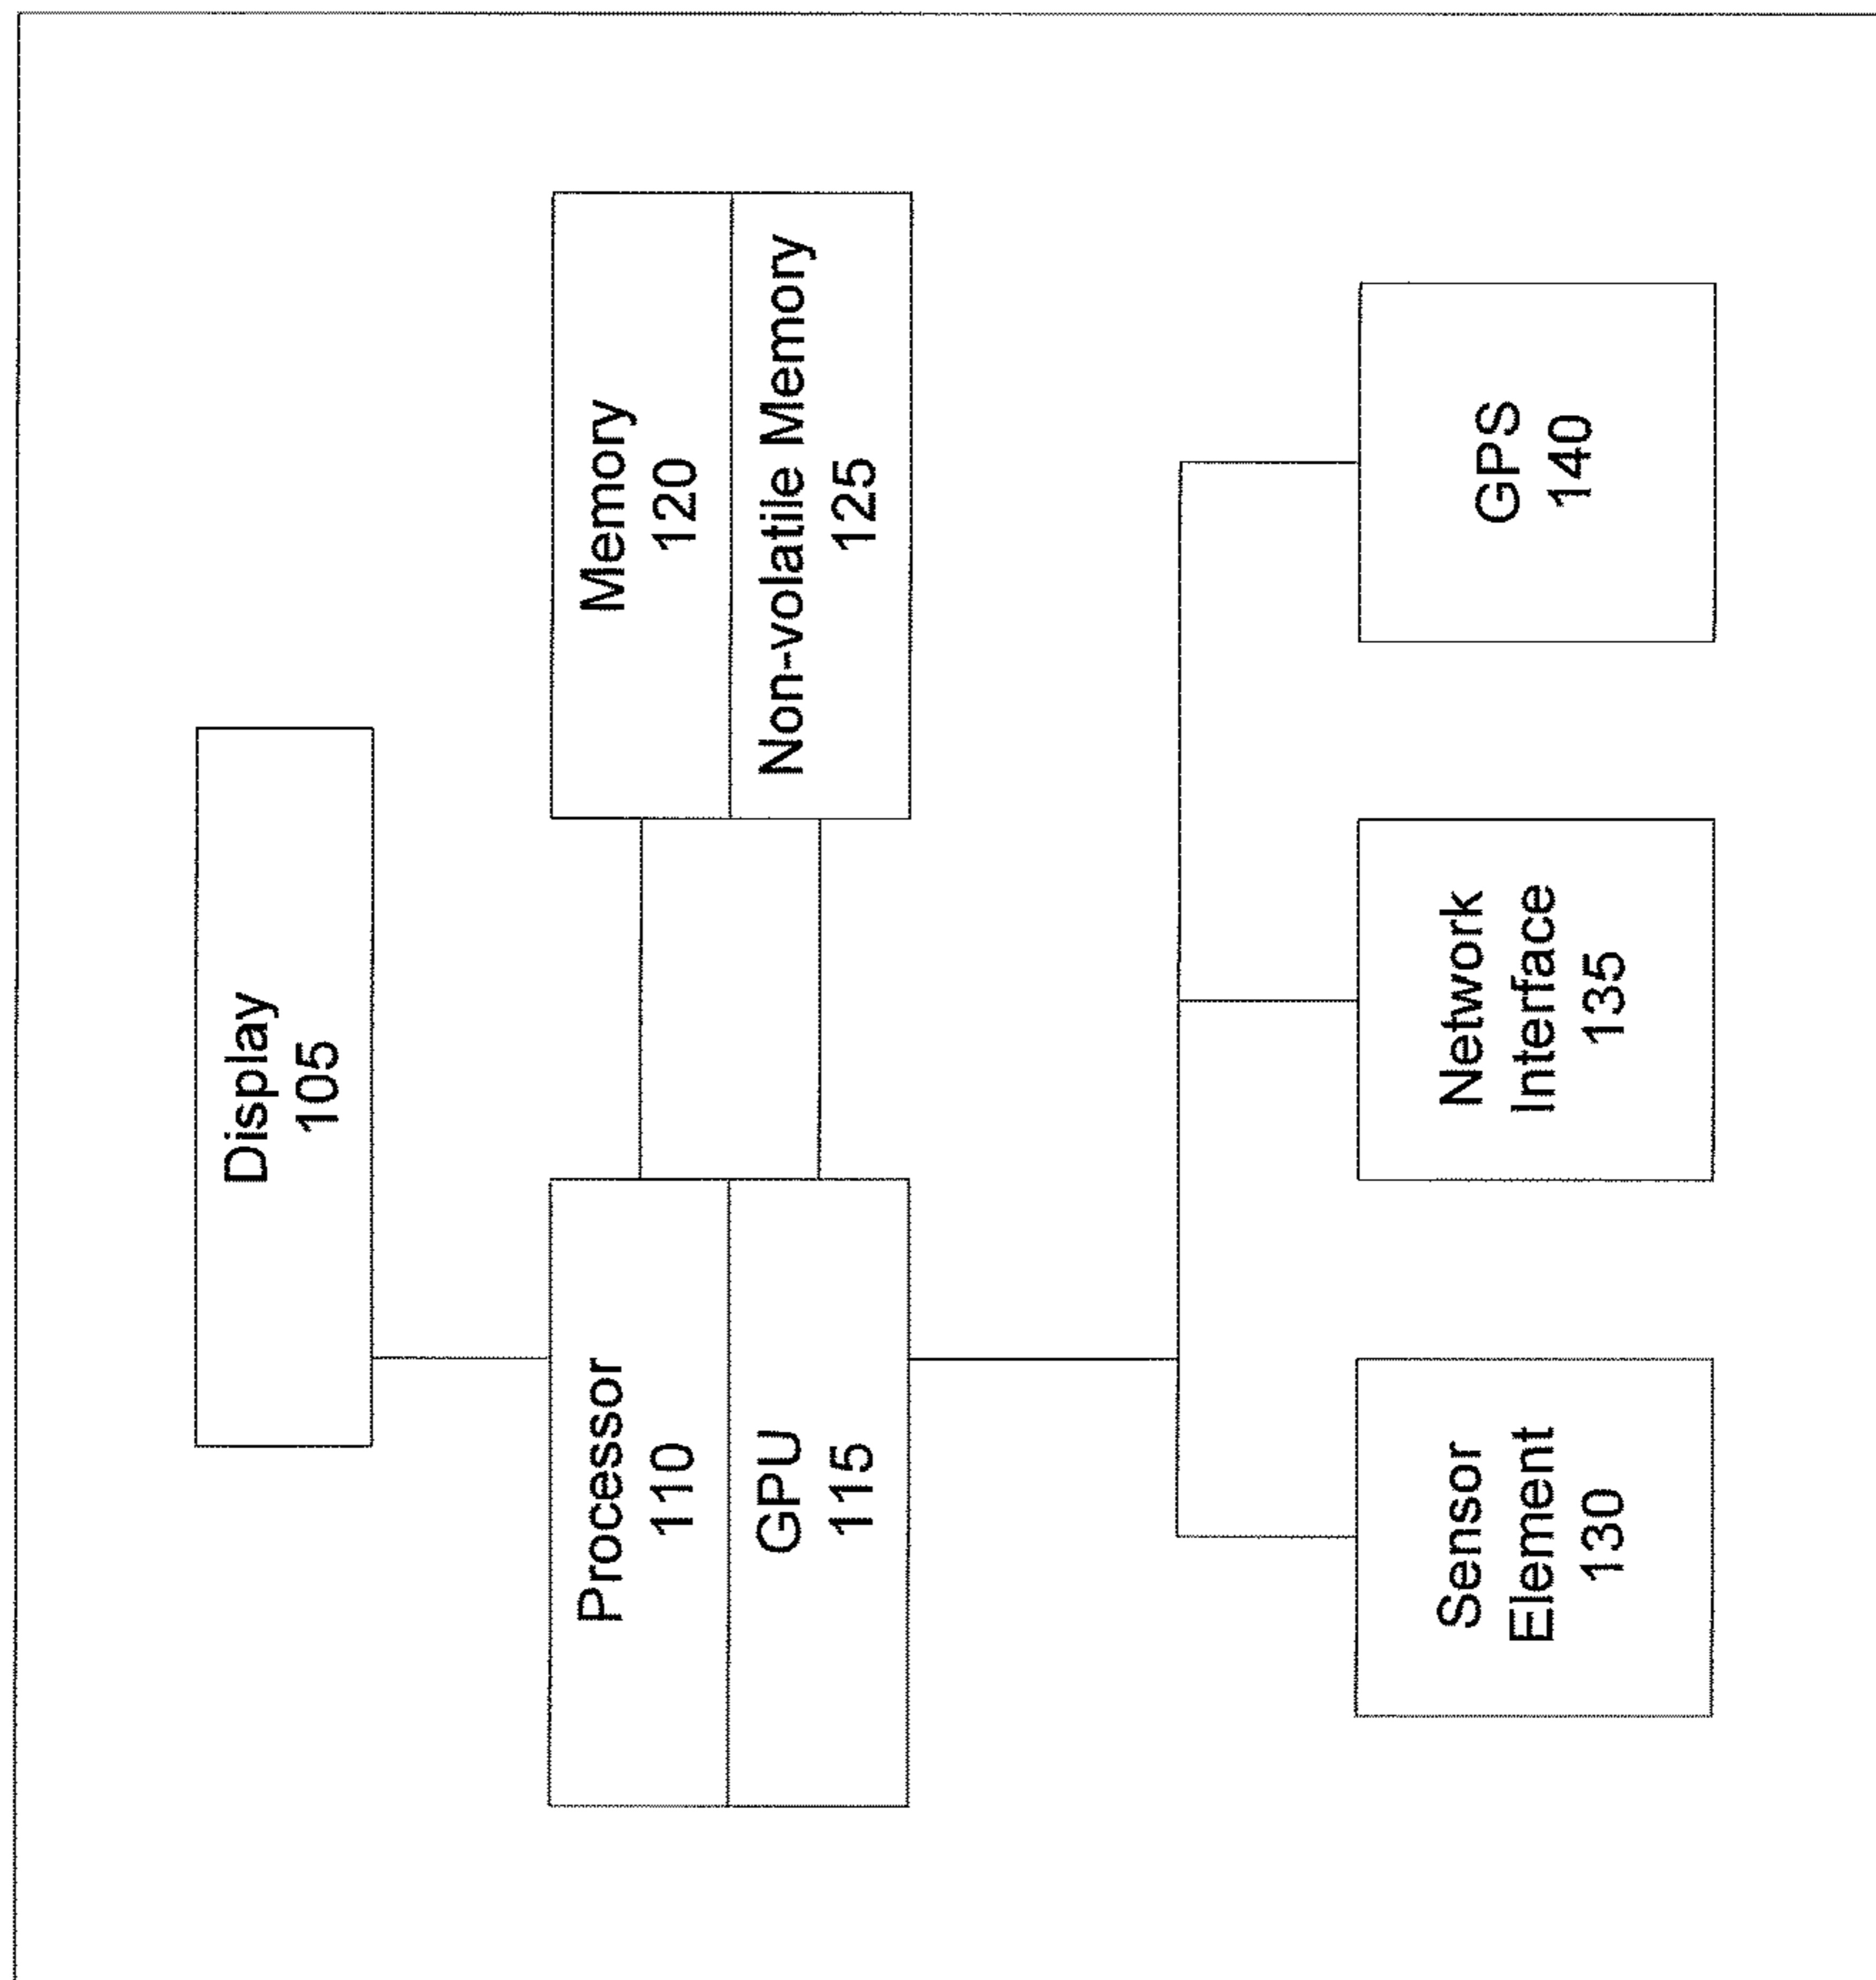 Display
105
Processor
110
GPU
115
Memory
120
Non-volatile Memory
125
Sensor
Element
130
Network
Interface
135
GPS
140